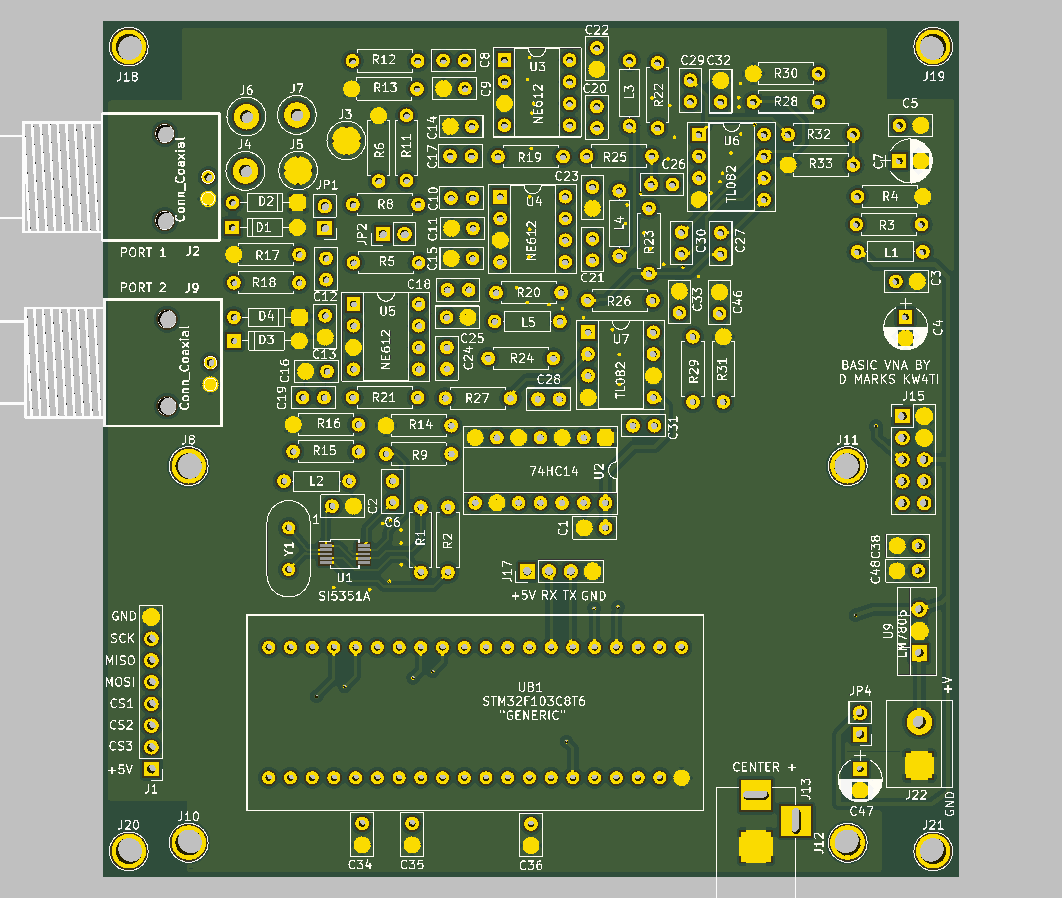 J18
J19
J6
J7
J4
J5
J3
JP1
R12
R13
C8
C9
U3
NE612
C22
C20
L3
R22
C29
C32
R30
R28
U6
TL082
R32
R33
C5
C7
R4
R3
L1
C3
C4
+
R6
R11
C14
C17
R19
R25
C26
C23
Conn_Coaxial
D2
D1
R8
C10
C11
C15
JP2
R5
U4
NE612
L4
R23
C30
C27
C21
PORT 1
J2
R17
R18
C12
PORT 2
J9
Conn_Coaxial
D4
D3
C13
C16
C19
U5
NE612
C18
C25
C24
R20
L5
R24
R26
C33
C46
U7
TL082
R29
R31
BASIC VNA BY
D MARKS KW4TI
R21
R27
C28
C31
J15
R16
R14
R15
R9
J8
J11
74HC14
U2
L2
C2
C6
C1
1
Y1
U1
SI5351A
R1
R2
J17
+5V RX TX GND
C38
C48
U9
LM7805
GND
SCK
MISO
MOSI
CS1
CS2
CS3
+5V
J1
UB1
STM32F103C8T6
"GENERIC"
+V
JP4
+
C47
J22
GND
CENTER +
J13
J12
J20
J10
J21
C34
C35
C36